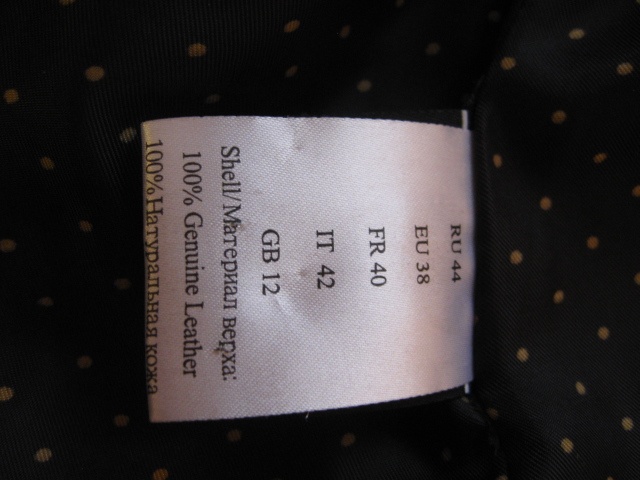 RU 44
EU 38
FR 40
IT 42
GB 12
Shell/Материал верха:
100% Genuine Leather
100%Натуральная кожа